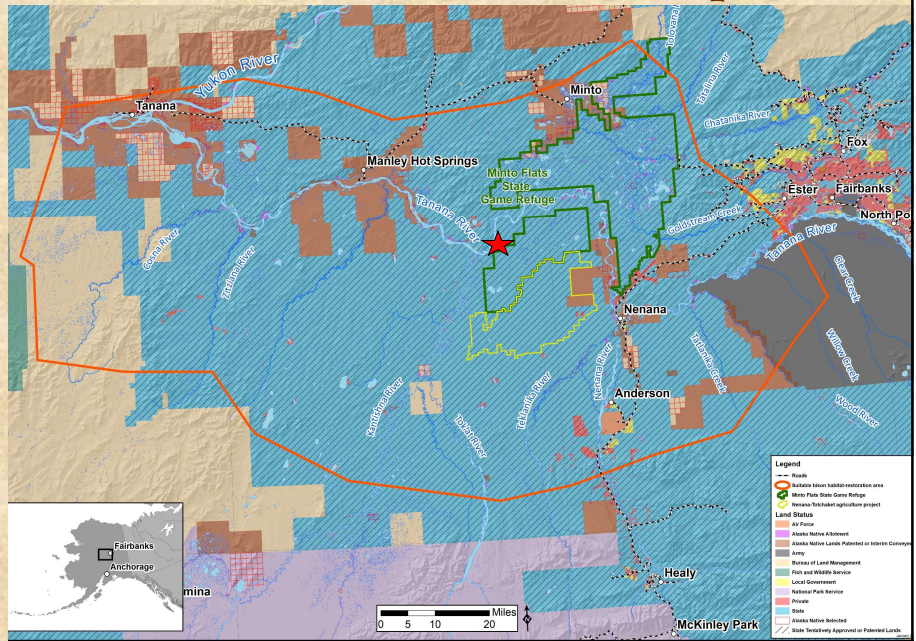 Yukon River
Tanana
Minto
Tolovana
Tatalina River
Chatanika River
Fox
Manley Hot Springs
Minto Flats
State
Game Refuge
Ester
Fairbanks
North Po
Tanana River
Goldstream Creek
Tanana River
Cosna River
Zitziana River
Clear Creek
Nenana
Willow Creek
Tatlanika Creek
Kantishna River
Toklat River
Teklanika River
Nenana River
Anderson
Wood River
Healy
McKinley Park
mina
Fairbanks
Anchorage
Miles
0 5 10 20
N
Legend
Roads
Suitable bison habitat-restoration area
Minto Flats State Game Refuge
Nenana-Totchaket agriculture project
Land Status
Air Force
Alaska Native Allotment
Alaska Native Lands Patented or Interim Conveye
Army
Bureau of Land Management
Fish and Wildlife Service
Local Government
National Park Service
Private
State
Alaska Native Selected
State Tentatively Approved or Patented Lands